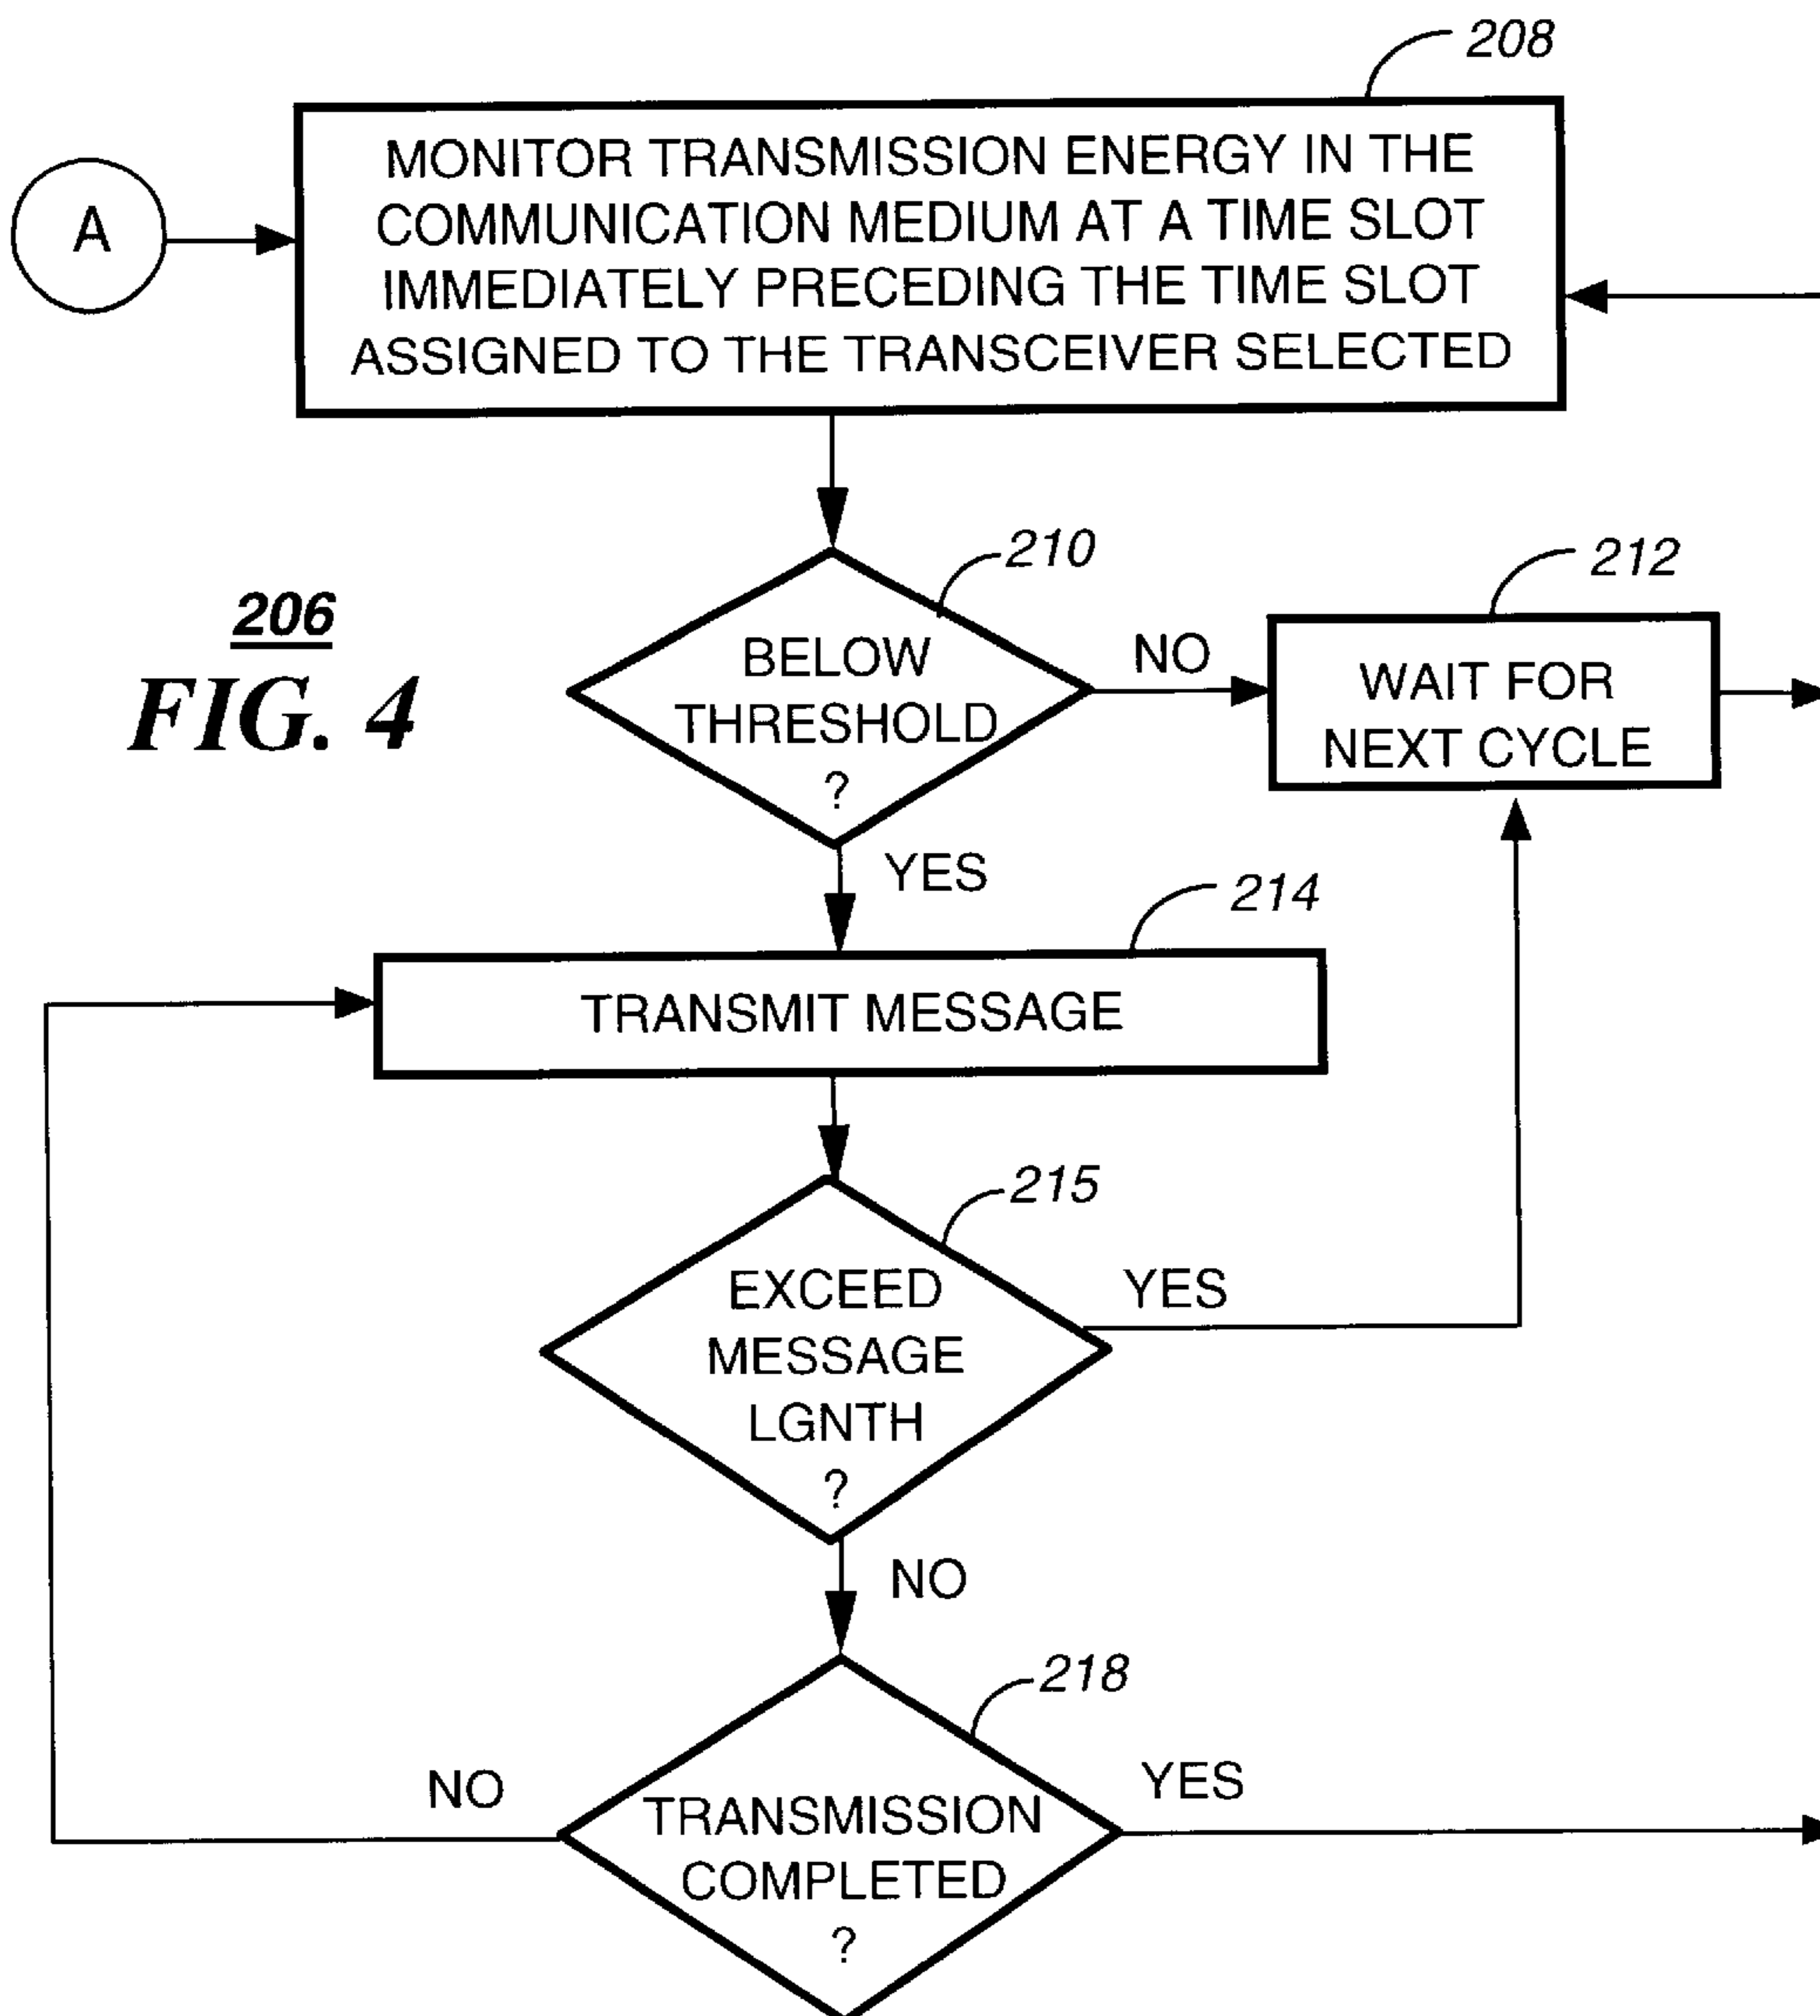 208
MONITOR TRANSMISSION ENERGY IN THE
COMMUNICATION MEDIUM AT A TIME SLOT
IMMEDIATELY PRECEDING THE TIME SLOT
ASSIGNED TO THE TRANSCEIVER SELECTED
A
210
BELOW
THRESHOLD
?
NO
212
WAIT FOR
NEXT CYCLE
206
FIG. 4
YES
214
TRANSMIT MESSAGE
215
EXCEED
MESSAGE
LGNTH
?
YES
NO
218
TRANSMISSION
COMPLETED
?
NO
YES